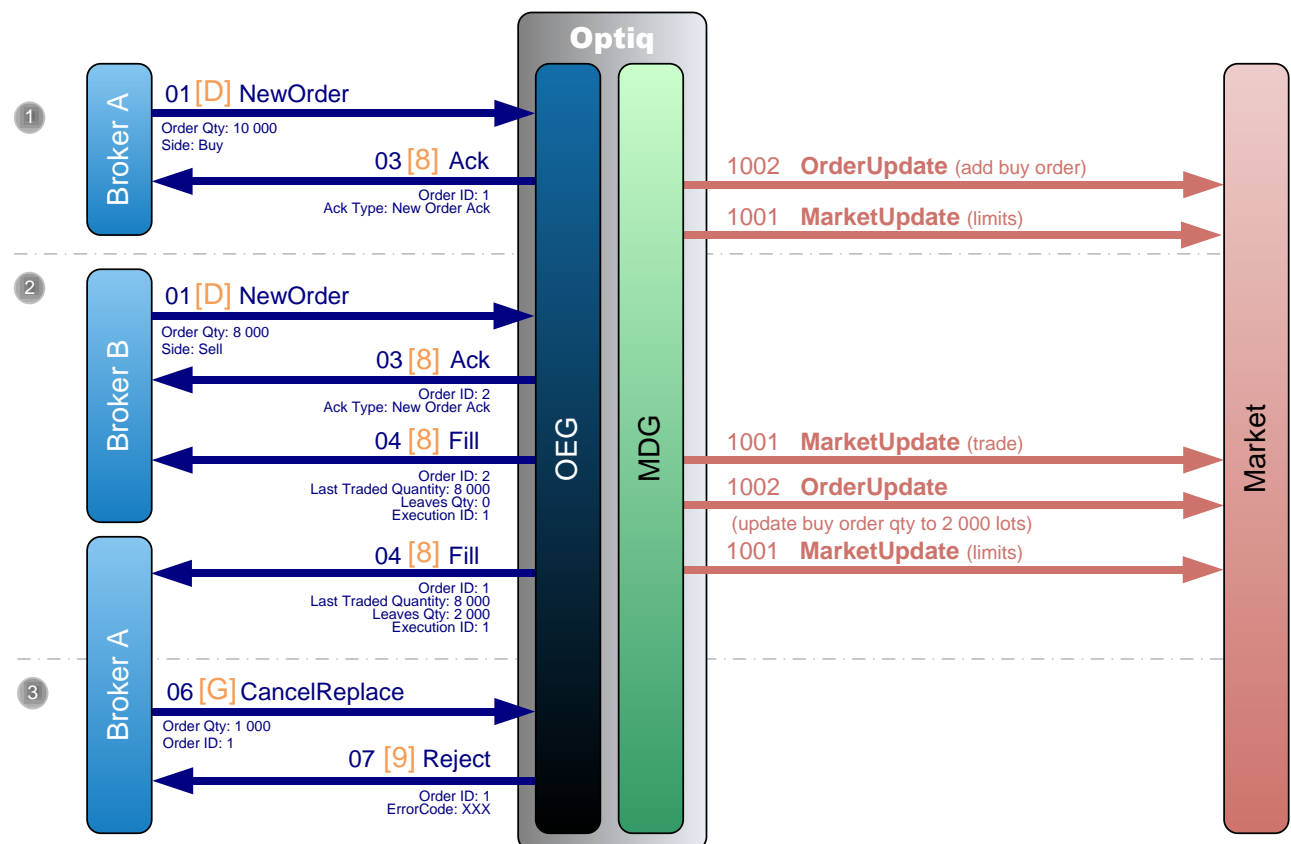 Optiq
1
Broker A
01 [D] NewOrder
Order Qty: 10 000
Side: Buy
03 [8] Ack
Order ID: 1
Ack Type: New Order Ack
1002 OrderUpdate (add buy order)
1001 MarketUpdate (limits)
2
Broker B
01 [D] NewOrder
Order Qty: 8 000
Side: Sell
03 [8] Ack
Order ID: 2
Ack Type: New Order Ack
04 [8] Fill
Order ID: 2
Last Traded Quantity: 8 000
Leaves Qty: 0
Execution ID: 1
OEG
MDG
1001 MarketUpdate (trade)
1002 OrderUpdate
(update buy order qty to 2 000 lots)
1001 MarketUpdate (limits)
Market
Broker A
04 [8] Fill
Order ID: 1
Last Traded Quantity: 8 000
Leaves Qty: 2 000
Execution ID: 1
3
06 [G] CancelReplace
Order Qty: 1 000
Order ID: 1
07 [9] Reject
Order ID: 1
ErrorCode: XXX